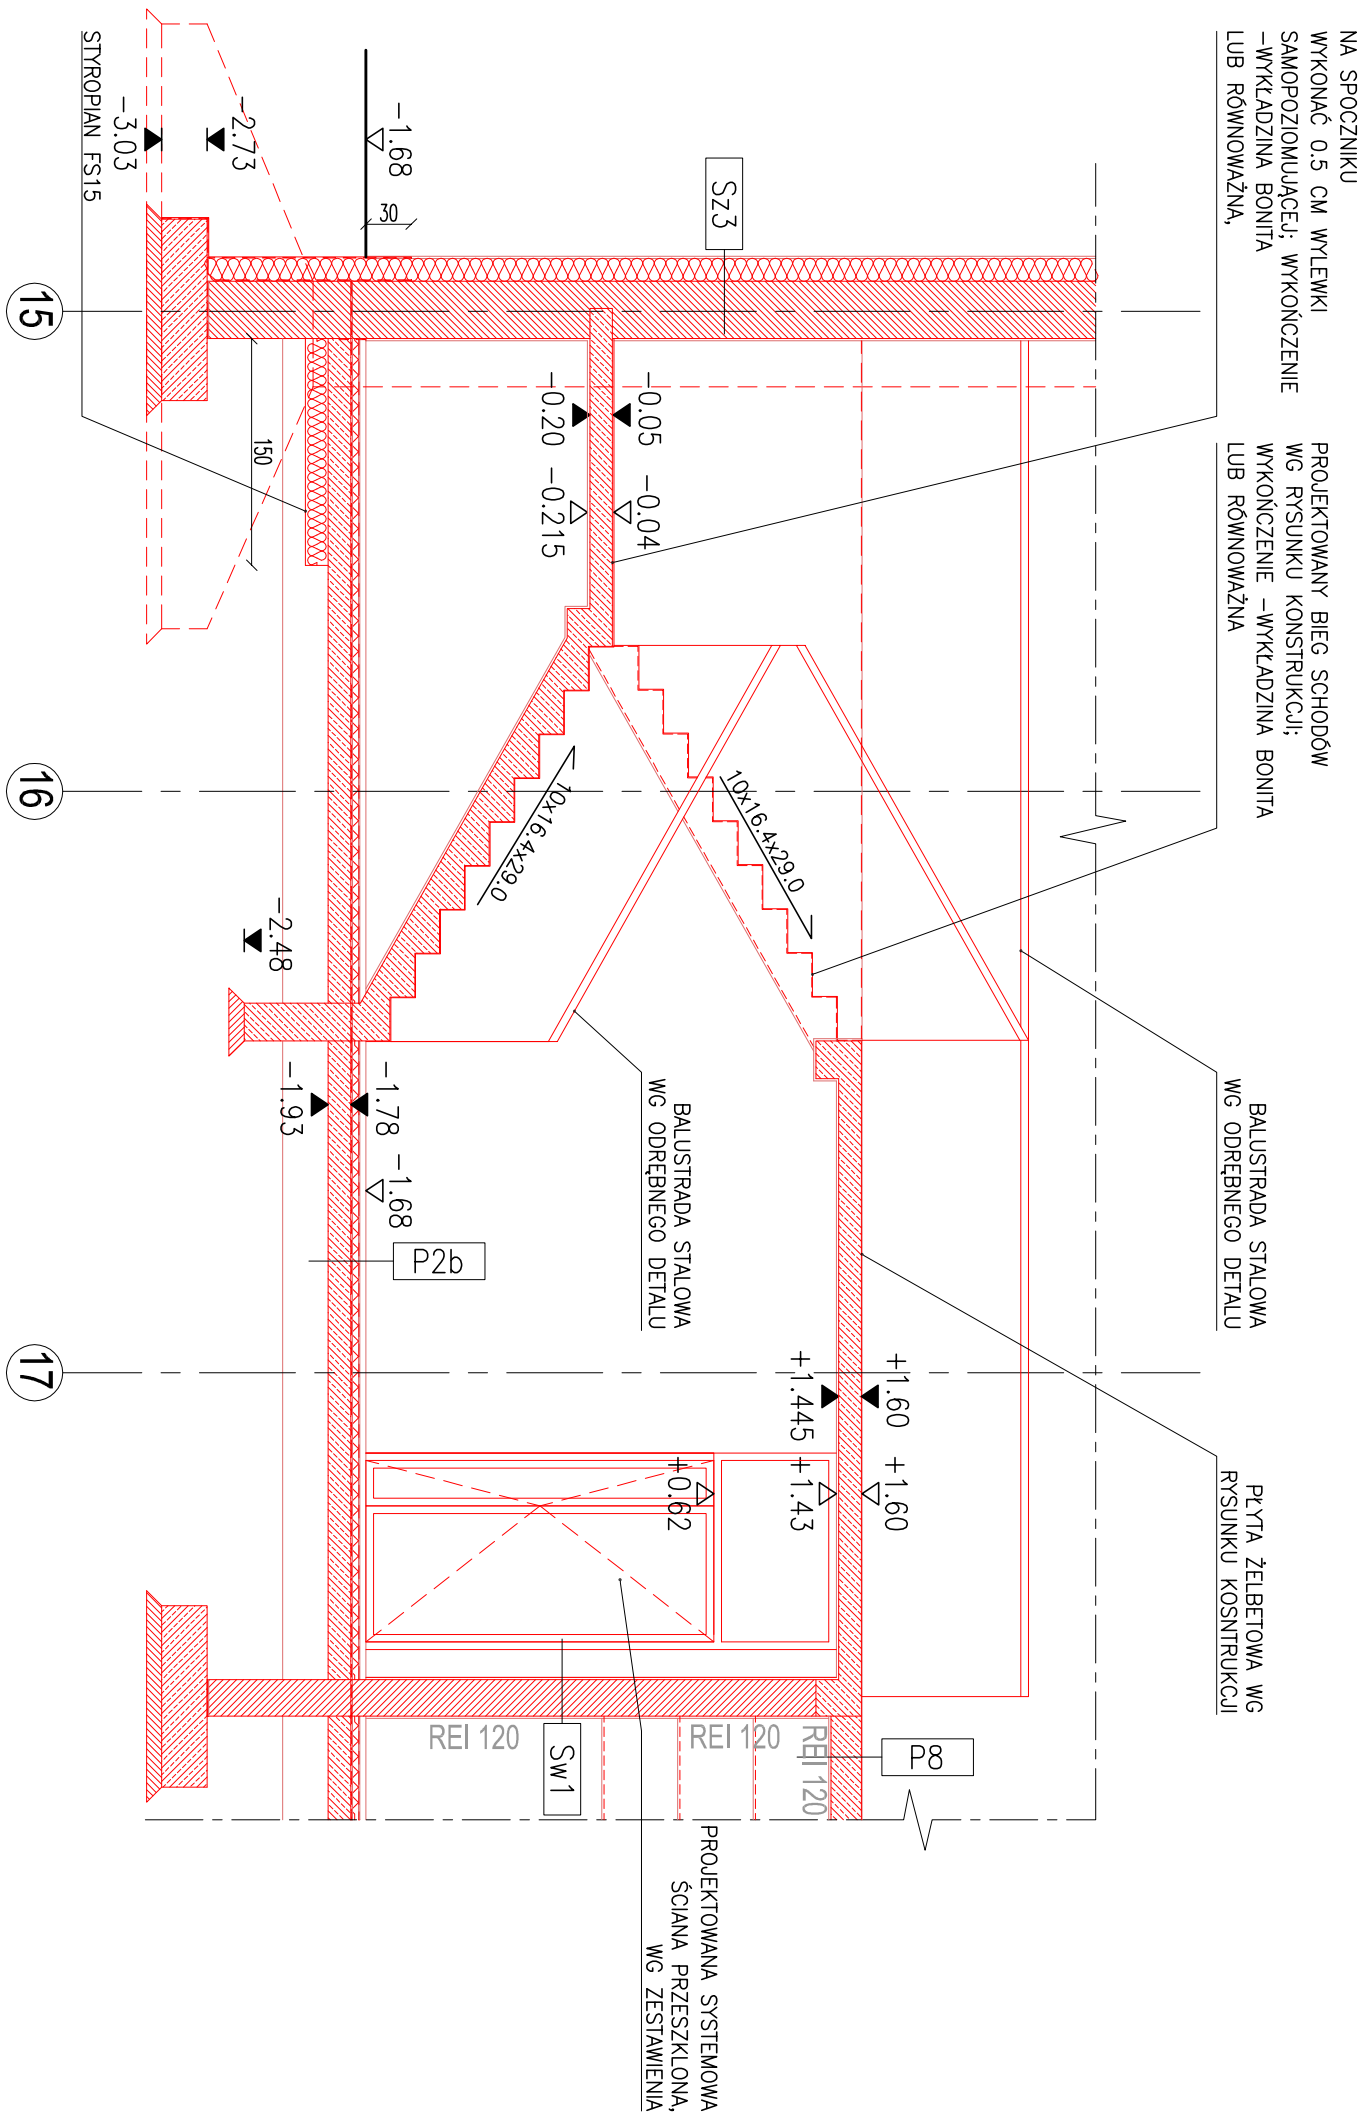 NA SPOCZNIKU
WYKONAĆ 0.5 CM WYLEWKI
SAMOPOZIOMUJĄCEJ; WYKOŃCZENIE
-WYKŁADZINA BONITA
LUB RÓWNOWAŻNA,
PROJEKTOWANY BIEG SCHODÓW
WG RYSUNKU KONSTRUKCJI;
WYKOŃCZENIE -WYKŁADZINA BONITA
LUB RÓWNOWAŻNA
BALUSTRADA STALOWA
WG ODRĘBNEGO DETALU
PŁYTA ŻELBETOWA WG
RYSUNKU KOSNTRUKCJI
Sz3
10x16.4x29.0
10x16.4x29.0
-0.05
-0.04
-0.20
-0.215
+1.60
+1.60
+1.445
+1.43
+0.62
BALUSTRADA STALOWA
WG ODRĘBNEGO DETALU
P8
REI 120
REI 120
REI 120
Sw1
PROJEKTOWANA SYSTEMOWA
ŚCIANA PRZESZKLONA,
WG ZESTAWIENIA
-1.68
30
-2.73
-3.03
STYROPIAN FS15
150
-2.48
-1.78
-1.93
-1.68
P2b
15
16
17